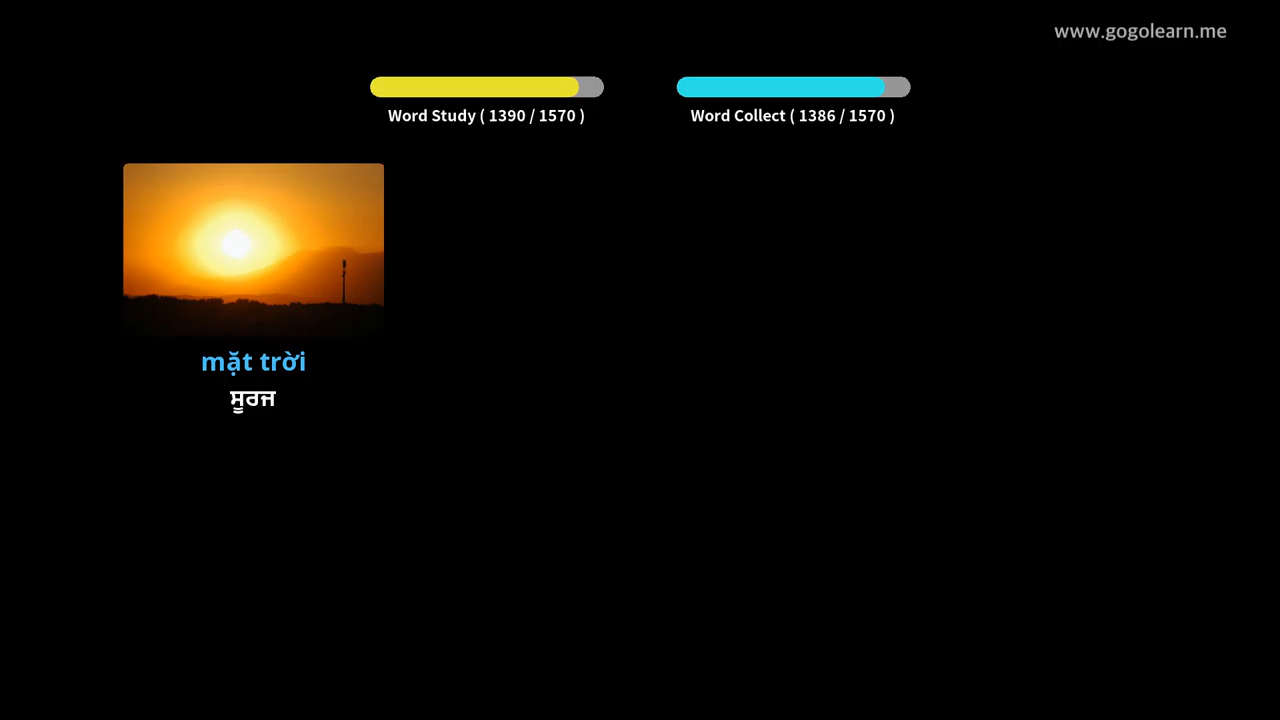 www.gogolearn.me
Word Study ( 1390 / 1570 )
Word Collect ( 1386 / 1570 )
mặt trời
ਸੂਰਜ